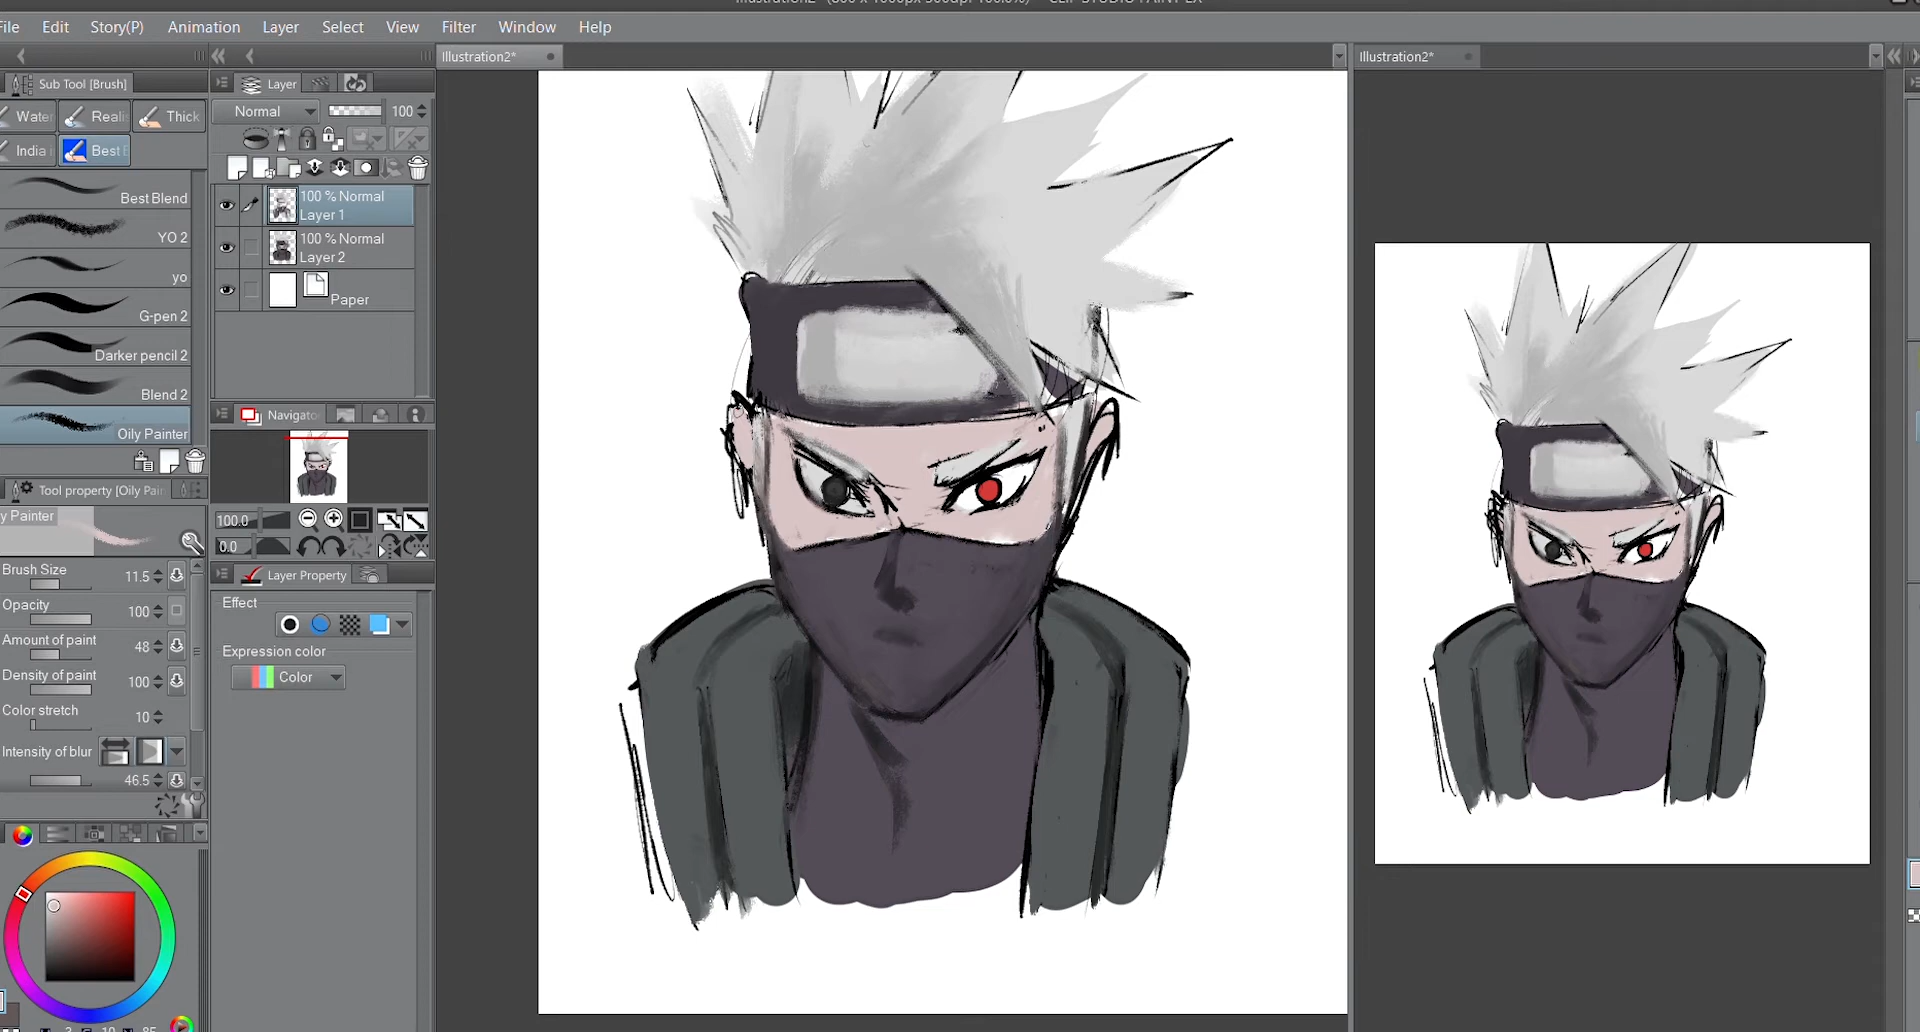 File Edit Story(P) Animation Layer Select View Filter Window Help
Illustration2*
Illustration2*
Sub Tool [Brush]
Layer
Thick
Normal 100
India
Best
Best Blend
YO 2
yo
G-pen 2
Darker pencil 2
Blend 2
Oily Painter
100 % Normal
Layer 1
100 % Normal
Layer 2
Paper
Navigato
Tool property [Oily Pain
y Painter
100.0
0.0
Brush Size 11.5
Opacity 100
Amount of paint 48
Density of paint 100
Color stretch 10
Intensity of blur
46.5
Layer Property
Effect
Expression color
Color